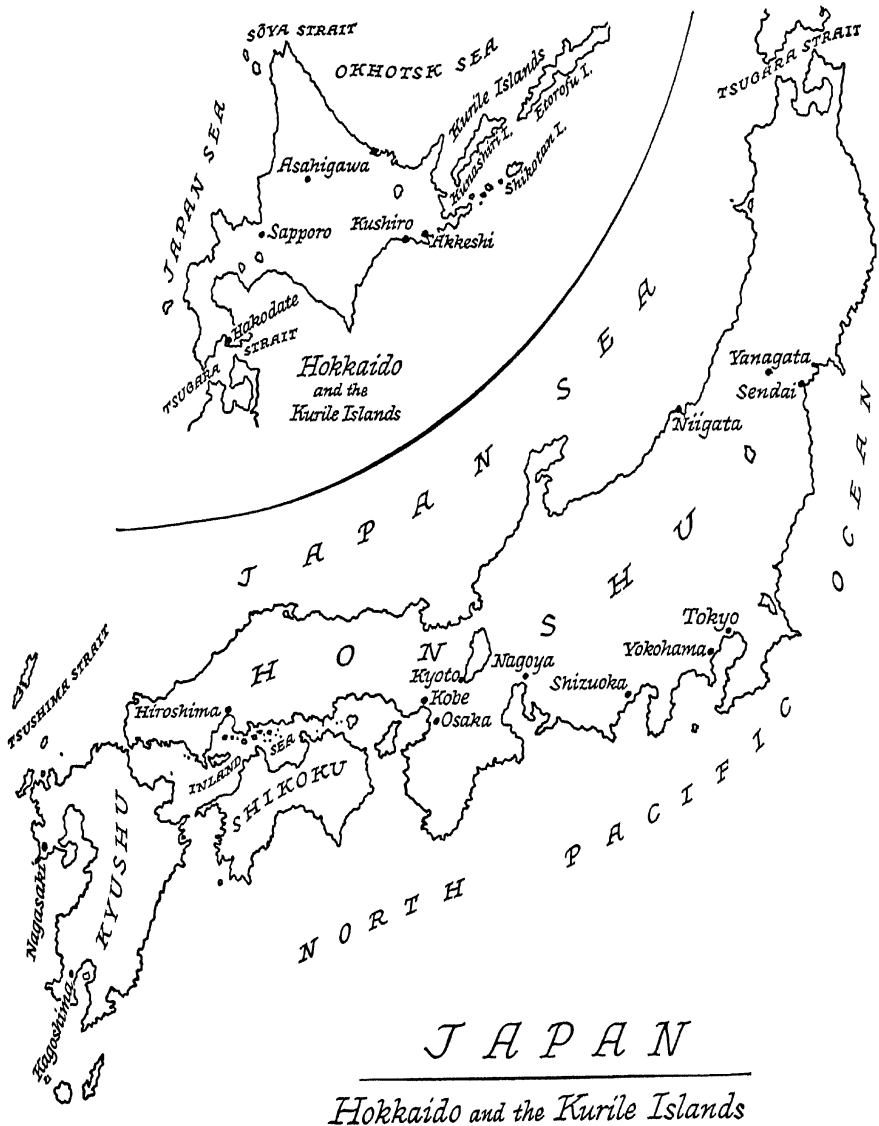 SŌYA STRAIT
OKHOTSK SEA
JAPAN SEA
Kurile Islands
Etorofu I.
Kunashiri I.
Shikotan I.
Asahigawa
Sapporo
Kushiro
Akkeshi
Hakodate
TSUGARA STRAIT
Hokkaido
and the
Kurile Islands
TSUGARA STRAIT
JAPAN SEA
Yanagata
Sendai
Niigata
HONSHU
Tokyo
Yokohama
Nagoya
Shizuoka
Kyoto
Kobe
Osaka
Hiroshima
INLAND SEA
SHIKOKU
TSUSHIMA STRAIT
KYUSHU
Nagasaki
Kagoshima
NORTH PACIFIC OCEAN
JAPAN
Hokkaido and the Kurile Islands